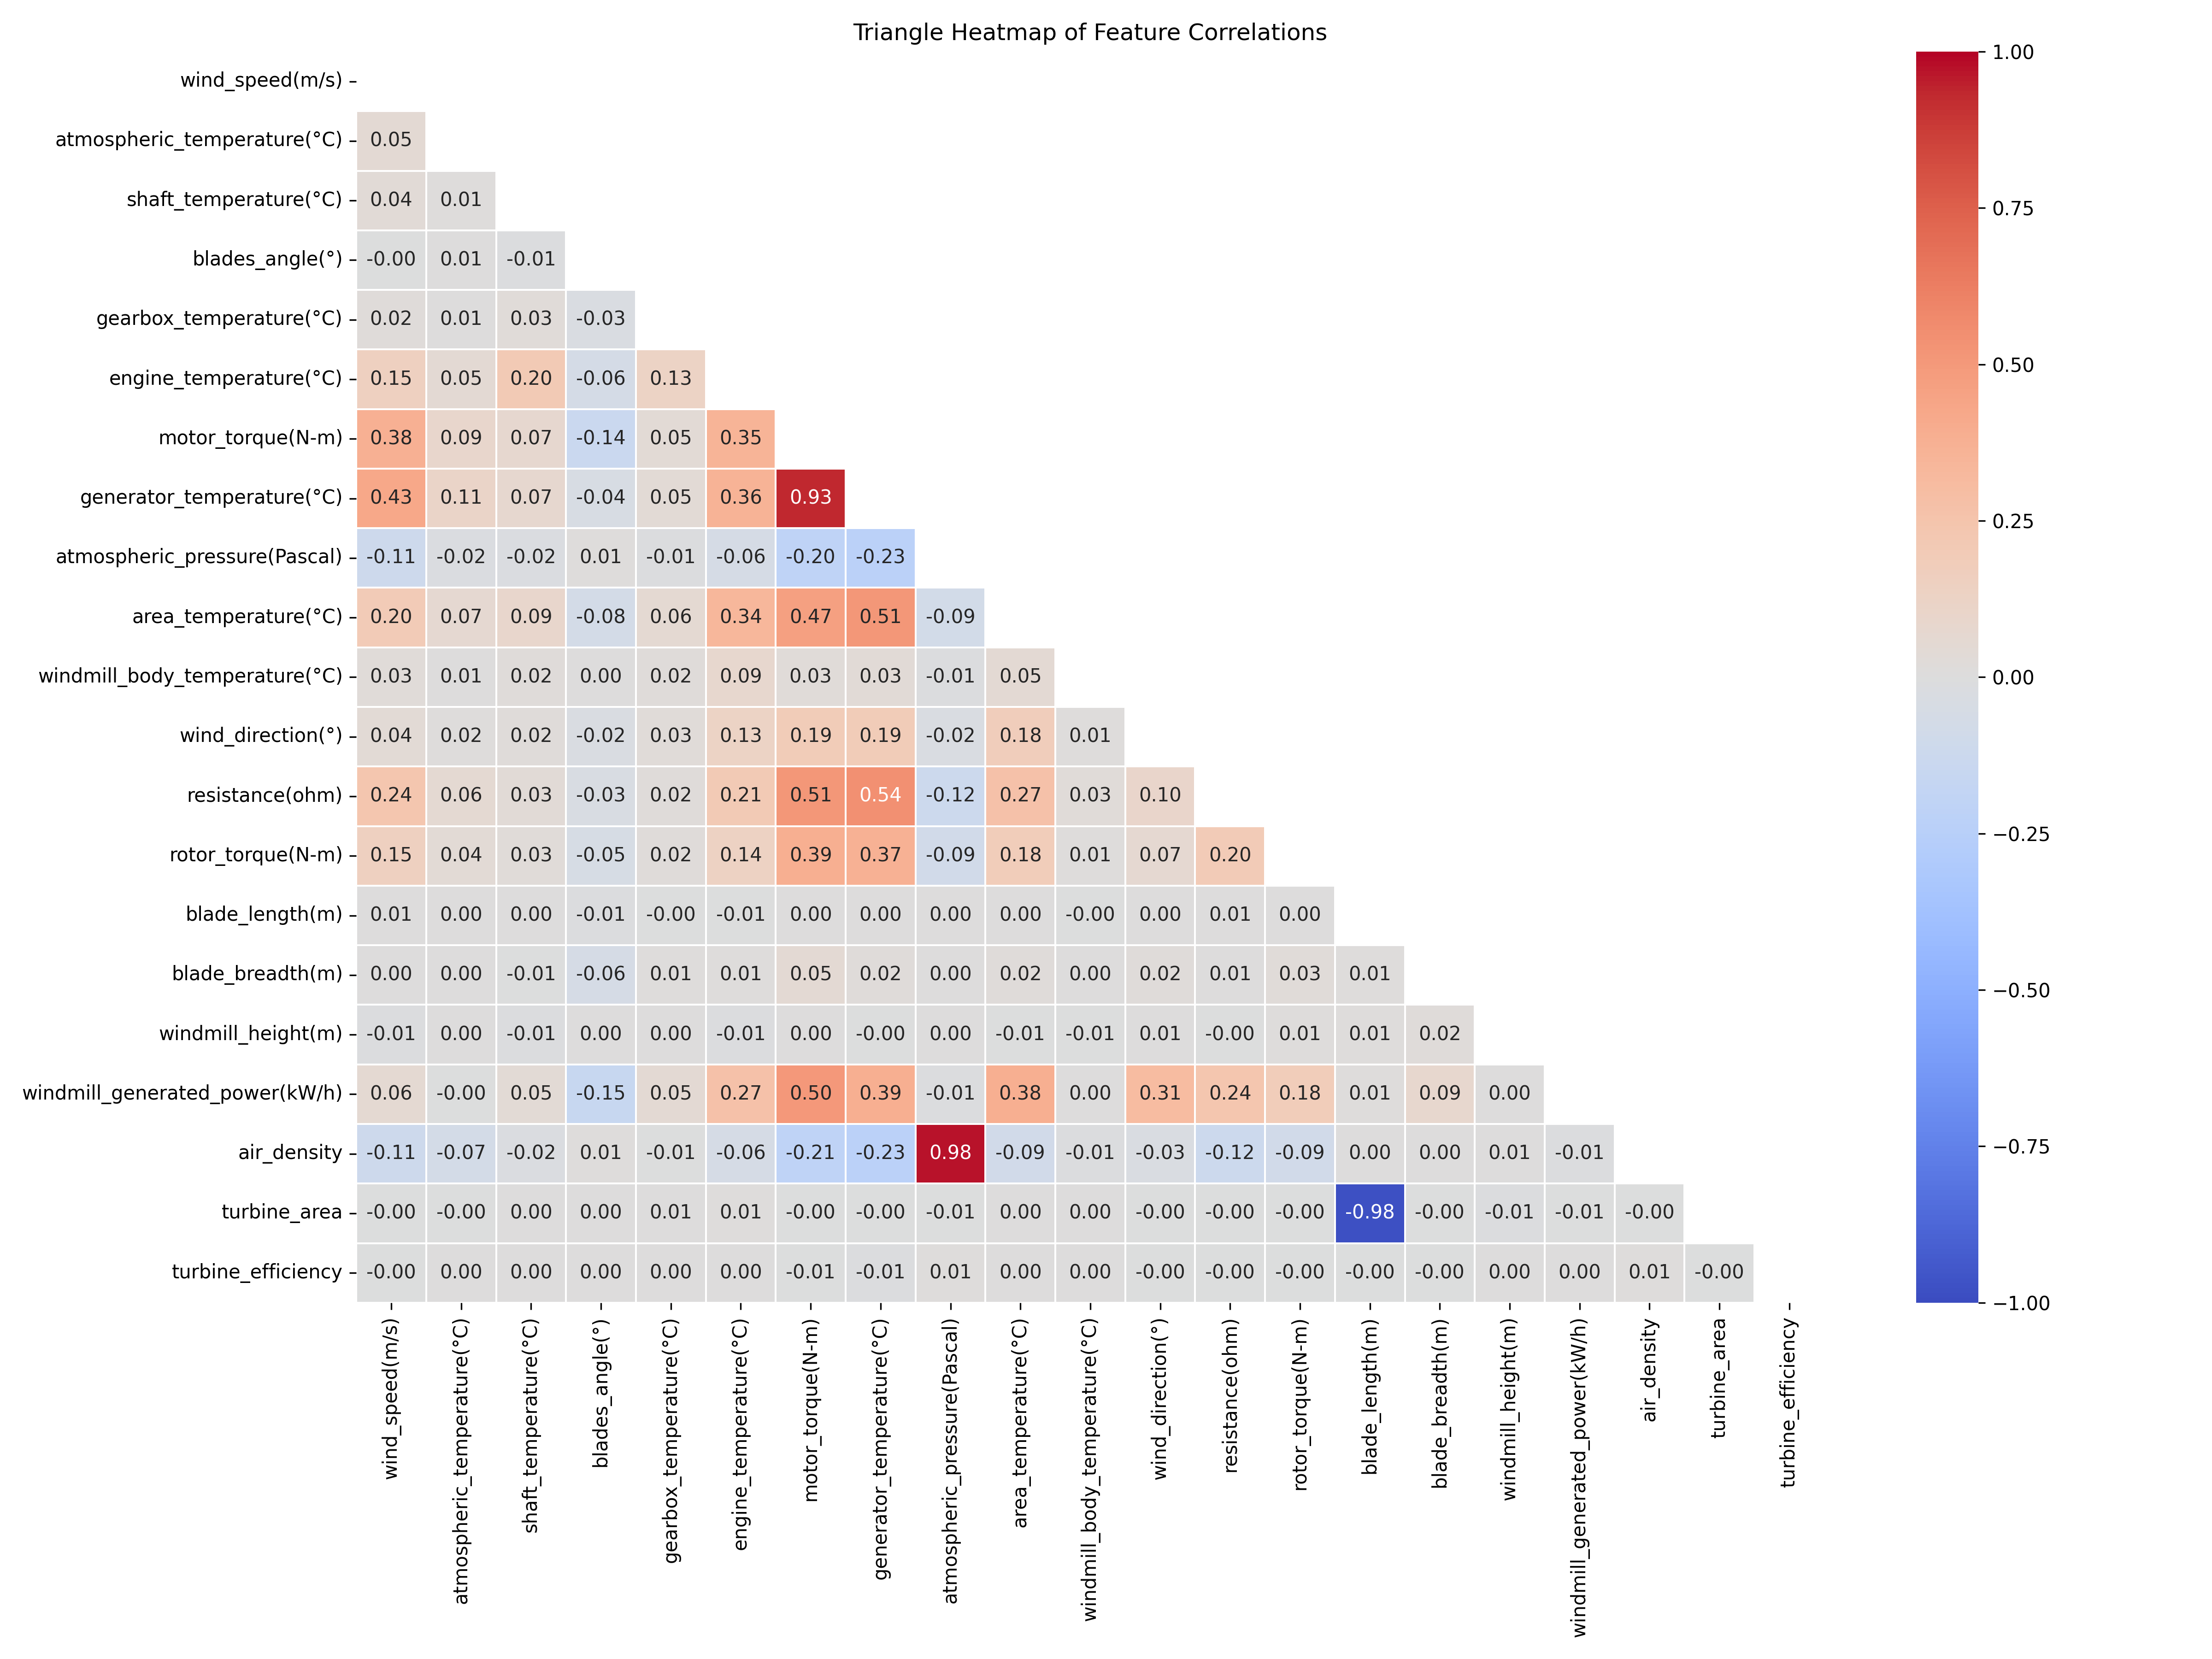 Triangle Heatmap of Feature Correlations
wind_speed(m/s)
atmospheric_temperature(°C) 0.05
shaft_temperature(°C) 0.04 0.01
blades_angle(°) -0.00 0.01 -0.01
gearbox_temperature(°C) 0.02 0.01 0.03 -0.03
engine_temperature(°C) 0.15 0.05 0.20 -0.06 0.13
motor_torque(N-m) 0.38 0.09 0.07 -0.14 0.05 0.35
generator_temperature(°C) 0.43 0.11 0.07 -0.04 0.05 0.36 0.93
atmospheric_pressure(Pascal) -0.11 -0.02 -0.02 0.01 -0.01 -0.06 -0.20 -0.23
area_temperature(°C) 0.20 0.07 0.09 -0.08 0.06 0.34 0.47 0.51 -0.09
windmill_body_temperature(°C) 0.03 0.01 0.02 0.00 0.02 0.09 0.03 0.03 -0.01 0.05
wind_direction(°) 0.04 0.02 0.02 -0.02 0.03 0.13 0.19 0.19 -0.02 0.18 0.01
resistance(ohm) 0.24 0.06 0.03 -0.03 0.02 0.21 0.51 0.54 -0.12 0.27 0.03 0.10
rotor_torque(N-m) 0.15 0.04 0.03 -0.05 0.02 0.14 0.39 0.37 -0.09 0.18 0.01 0.07 0.20
blade_length(m) 0.01 0.00 0.00 -0.01 -0.00 -0.01 0.00 0.00 0.00 0.00 -0.00 0.00 0.01 0.00
blade_breadth(m) 0.00 0.00 -0.01 -0.06 0.01 0.01 0.05 0.02 0.00 0.02 0.00 0.02 0.01 0.03 0.01
windmill_height(m) -0.01 0.00 -0.01 0.00 0.00 -0.01 0.00 -0.00 0.00 -0.01 -0.01 0.01 -0.00 0.01 0.01 0.02
windmill_generated_power(kW/h) 0.06 -0.00 0.05 -0.15 0.05 0.27 0.50 0.39 -0.01 0.38 0.00 0.31 0.24 0.18 0.01 0.09 0.00
air_density -0.11 -0.07 -0.02 0.01 -0.01 -0.06 -0.21 -0.23 0.98 -0.09 -0.01 -0.03 -0.12 -0.09 0.00 0.00 0.01 -0.01
turbine_area -0.00 -0.00 0.00 0.00 0.01 0.01 -0.00 -0.00 -0.01 0.00 0.00 -0.00 -0.00 -0.00 -0.98 -0.00 -0.01 -0.01 -0.00
turbine_efficiency -0.00 0.00 0.00 0.00 0.00 0.00 -0.01 -0.01 0.01 0.00 0.00 -0.00 -0.00 -0.00 -0.00 -0.00 0.00 0.00 0.01 -0.00
wind_speed(m/s)
atmospheric_temperature(°C)
shaft_temperature(°C)
blades_angle(°)
gearbox_temperature(°C)
engine_temperature(°C)
motor_torque(N-m)
generator_temperature(°C)
atmospheric_pressure(Pascal)
area_temperature(°C)
windmill_body_temperature(°C)
wind_direction(°)
resistance(ohm)
rotor_torque(N-m)
blade_length(m)
blade_breadth(m)
windmill_height(m)
windmill_generated_power(kW/h)
air_density
turbine_area
turbine_efficiency
1.00
0.75
0.50
0.25
0.00
−0.25
−0.50
−0.75
−1.00